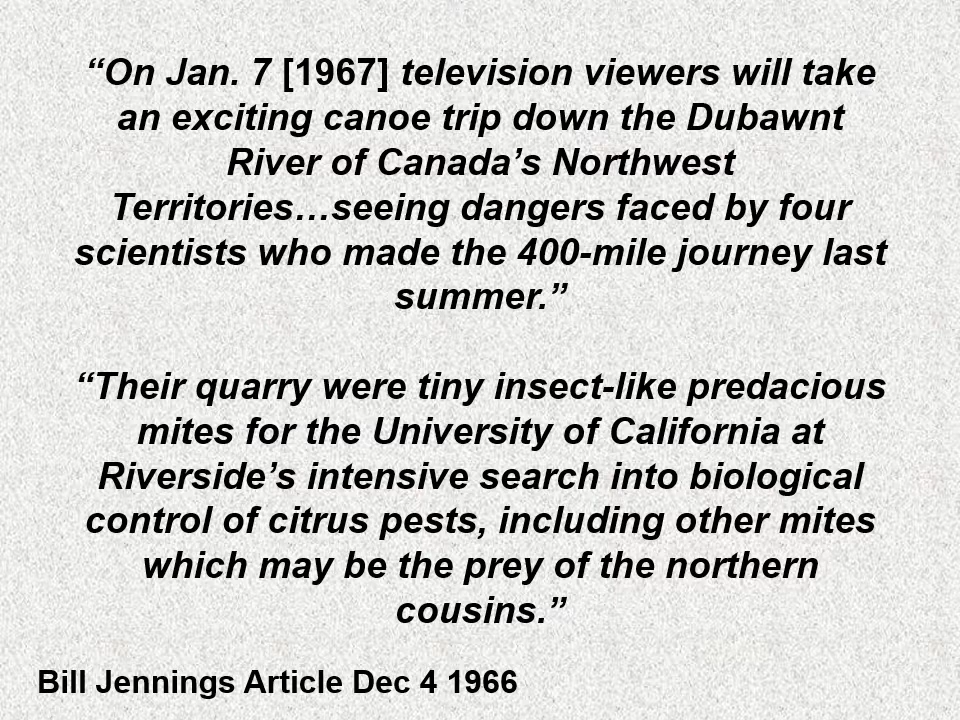 “On Jan. 7 [1967] television viewers will take
an exciting canoe trip down the Dubawnt
River of Canada’s Northwest
Territories…seeing dangers faced by four
scientists who made the 400-mile journey last
summer.”
“Their quarry were tiny insect-like predacious
mites for the University of California at
Riverside’s intensive search into biological
control of citrus pests, including other mites
which may be the prey of the northern
cousins.”
Bill Jennings Article Dec 4 1966